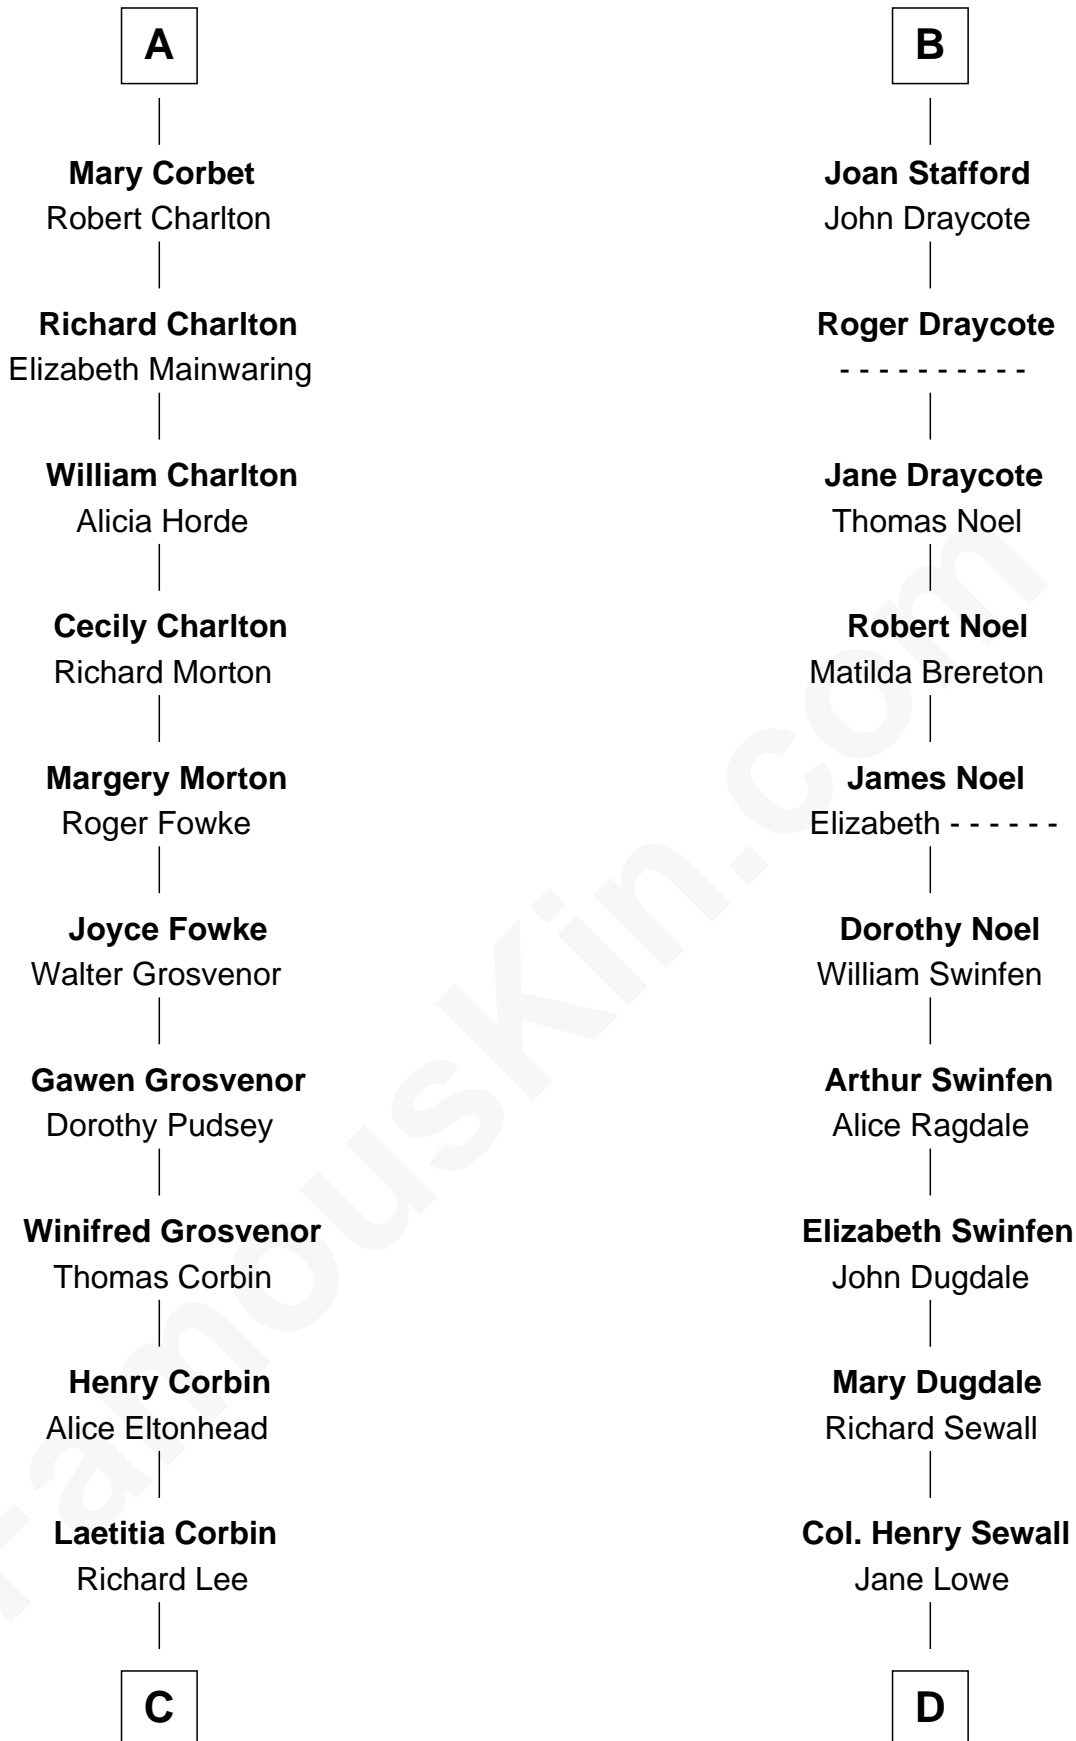 A
Mary Corbet
Robert Charlton
Richard Charlton
Elizabeth Mainwaring
William Charlton
Alicia Horde
Cecily Charlton
Richard Morton
Margery Morton
Roger Fowke
Joyce Fowke
Walter Grosvenor
Gawen Grosvenor
Dorothy Pudsey
Winifred Grosvenor
Thomas Corbin
Henry Corbin
Alice Eltonhead
Laetitia Corbin
Richard Lee
C
B
Joan Stafford
John Draycote
Roger Draycote
- - - - - - - - - -
Jane Draycote
Thomas Noel
Robert Noel
Matilda Brereton
James Noel
Elizabeth - - - - - -
Dorothy Noel
William Swinfen
Arthur Swinfen
Alice Ragdale
Elizabeth Swinfen
John Dugdale
Mary Dugdale
Richard Sewall
Col. Henry Sewall
Jane Lowe
D
FamousKin.com